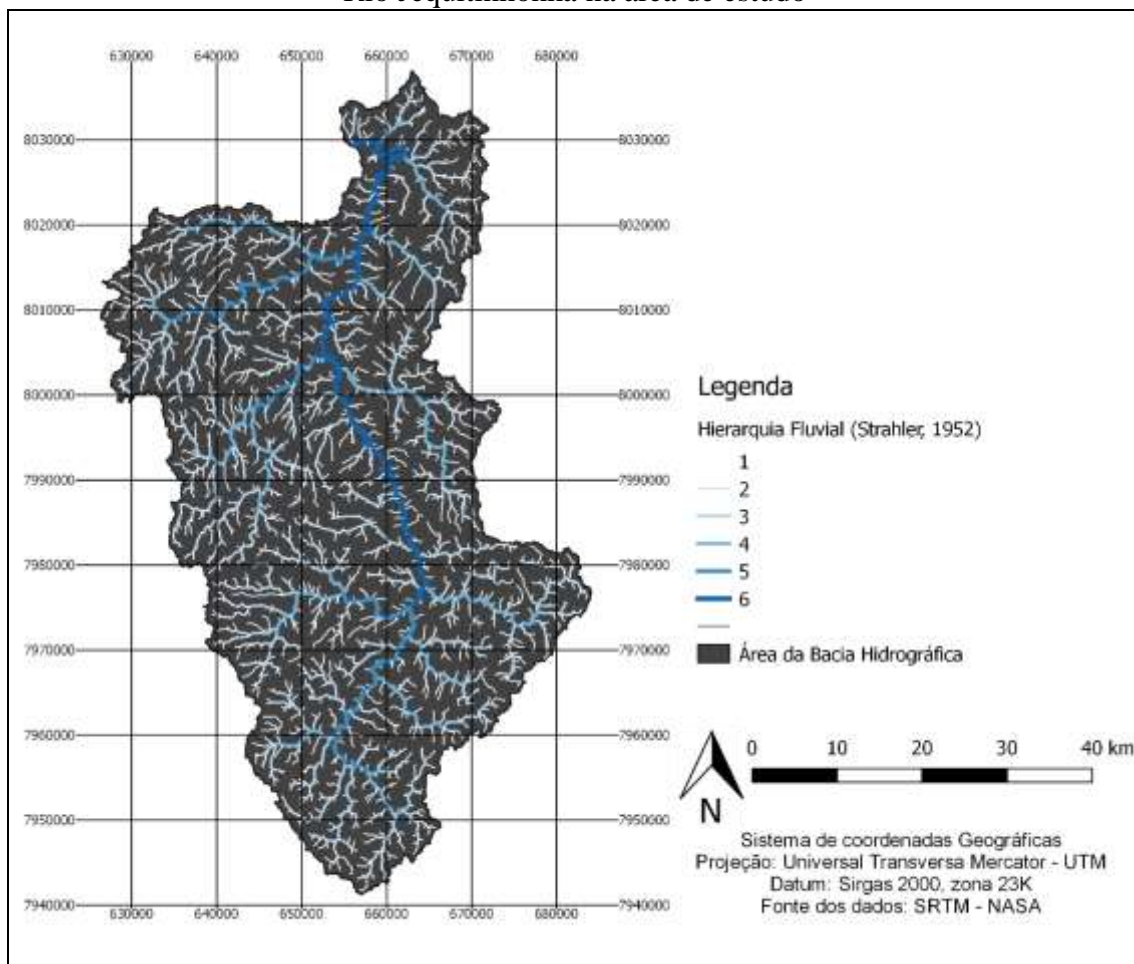 Rio Jequitinhonha na área de estudo
630000 640000 650000 660000 670000 680000
8030000 8030000
8020000 8020000
8010000 8010000
8000000 8000000
7990000 7990000
7980000 7980000
7970000 7970000
7960000 7960000
7950000 7950000
7940000 7940000
630000 640000 650000 660000 670000 680000
Legenda
Hierarquia Fluvial (Strahler, 1952)
1
2
3
4
5
6
Área da Bacia Hidrográfica
0 10 20 30 40 km
N
Sistema de coordenadas Geográficas
Projeção: Universal Transversa Mercator - UTM
Datum: Sirgas 2000, zona 23K
Fonte dos dados: SRTM - NASA